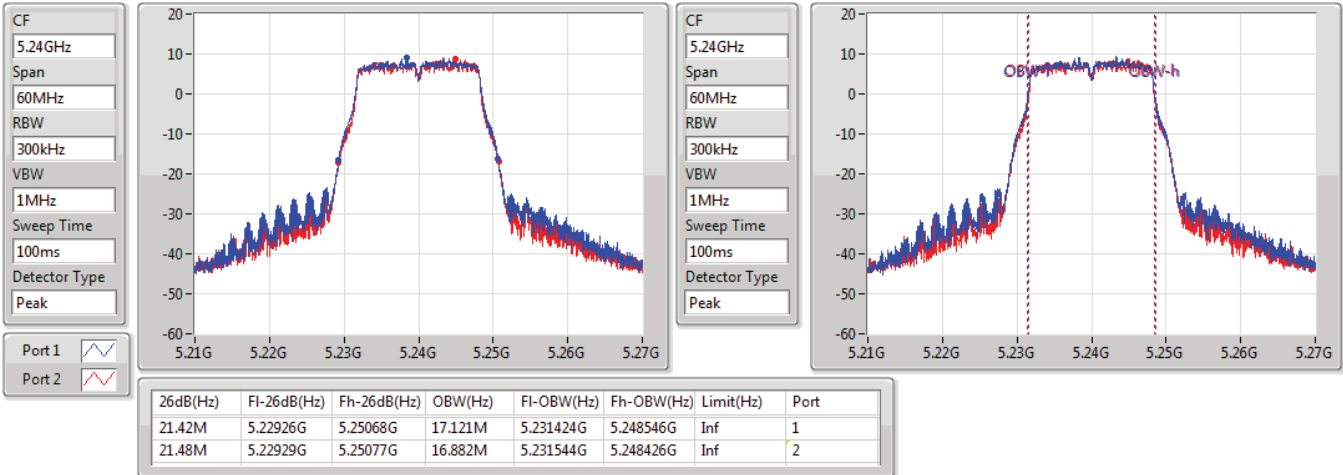 CF
5.24GHz
Span
60MHz
RBW
300kHz
VBW
1MHz
Sweep Time
100ms
Detector Type
Peak
Port 1
Port 2
20
10
0
-10
-20
-30
-40
-50
-60
5.21G 5.22G 5.23G 5.24G 5.25G 5.26G 5.27G
CF
5.24GHz
Span
60MHz
RBW
300kHz
VBW
1MHz
Sweep Time
100ms
Detector Type
Peak
20
10
0
-10
-20
-30
-40
-50
-60
OBW-h
5.21G 5.22G 5.23G 5.24G 5.25G 5.26G 5.27G
26dB(Hz) Fl-26dB(Hz) Fh-26dB(Hz) OBW(Hz) Fl-OBW(Hz) Fh-OBW(Hz) Limit(Hz) Port
21.42M 5.22926G 5.25068G 17.121M 5.231424G 5.248546G Inf 1
21.48M 5.22929G 5.25077G 16.882M 5.231544G 5.248426G Inf 2